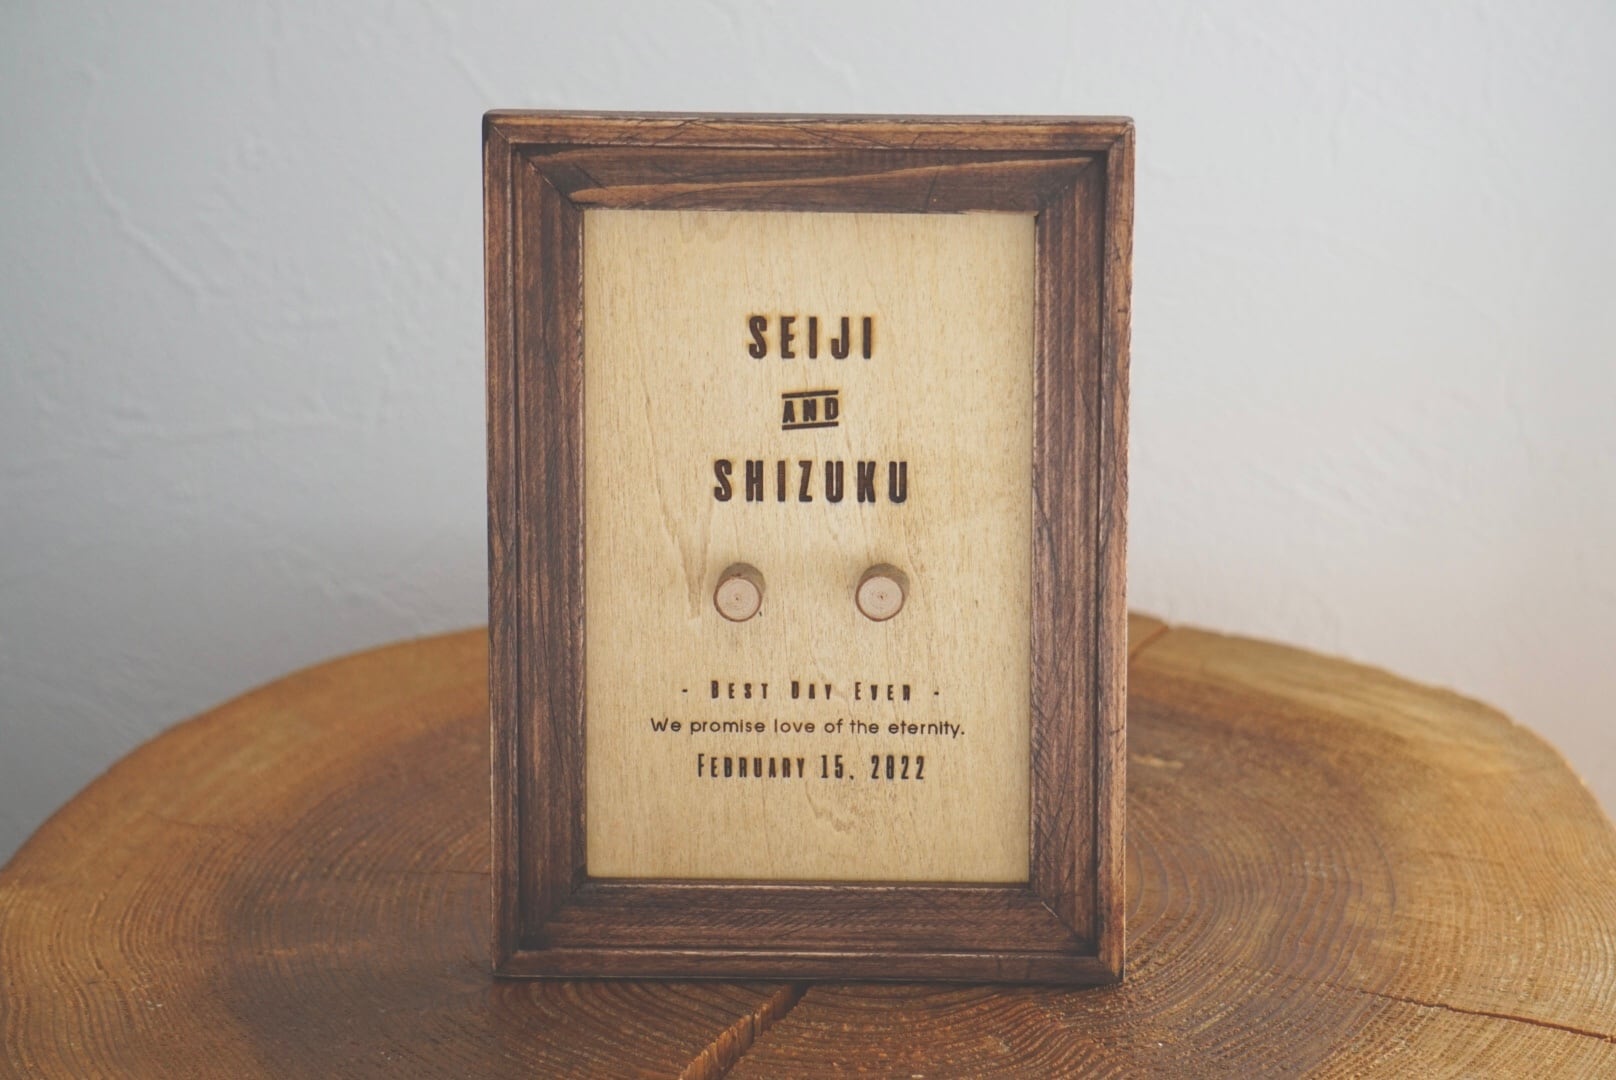 SEIJI
AND
SHIZUKU
- BEST DAY EVER -
We promise love of the eternity.
FEBRUARY 15, 2022